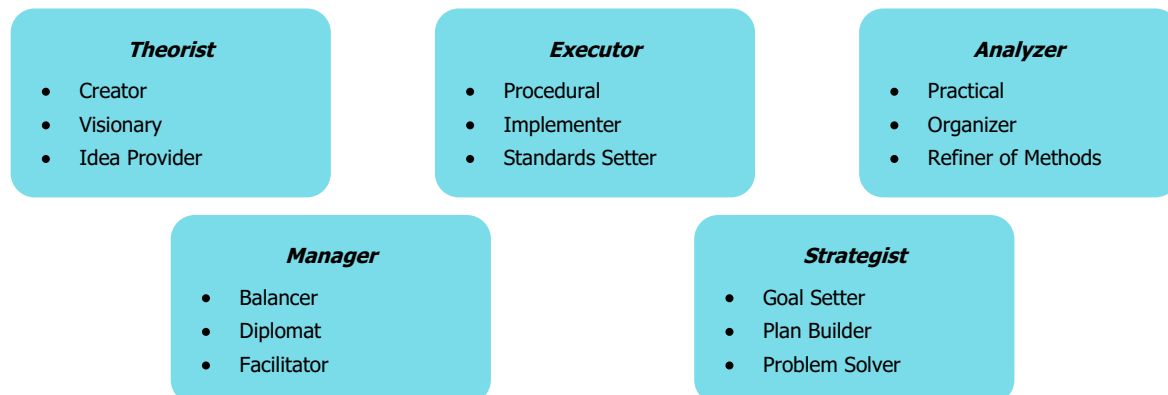 Theorist
• Creator
• Visionary
• Idea Provider
Executor
• Procedural
• Implementer
• Standards Setter
Analyzer
• Practical
• Organizer
• Refiner of Methods
Manager
• Balancer
• Diplomat
• Facilitator
Strategist
• Goal Setter
• Plan Builder
• Problem Solver